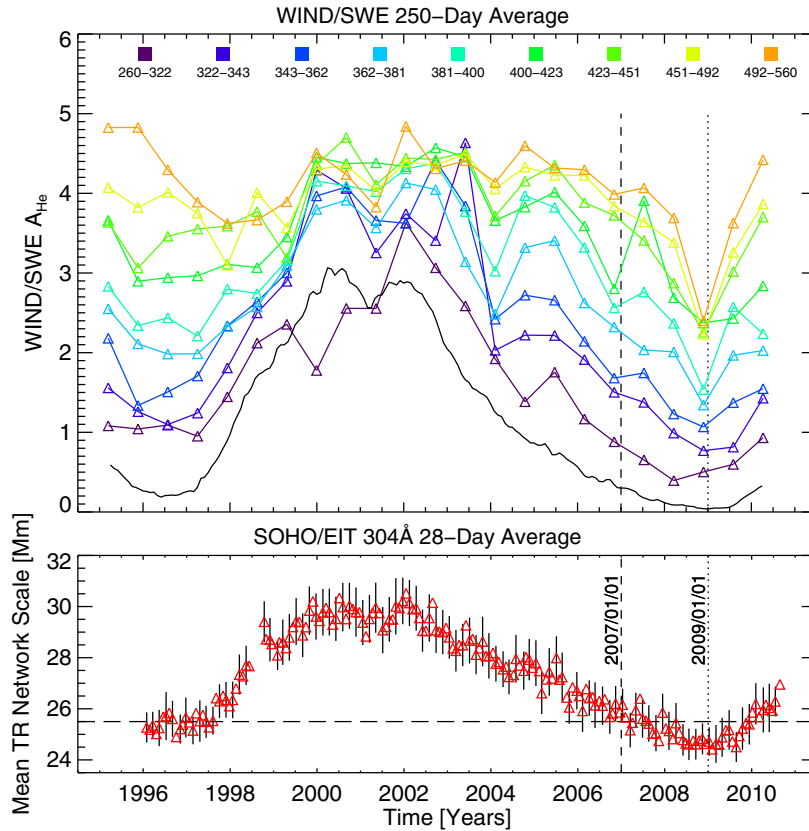 WIND/SWE 250−Day Average
6
260−322 322−343 343−362 362−381 381−400 400−423 423−451 451−492 492−560
5
4
3
2
1
0
WIND/SWE A_He
SOHO/EIT 304Å 28−Day Average
32
30
28
26
24
Mean TR Network Scale [Mm]
2007/01/01
2009/01/01
1996 1998 2000 2002 2004 2006 2008 2010
Time [Years]